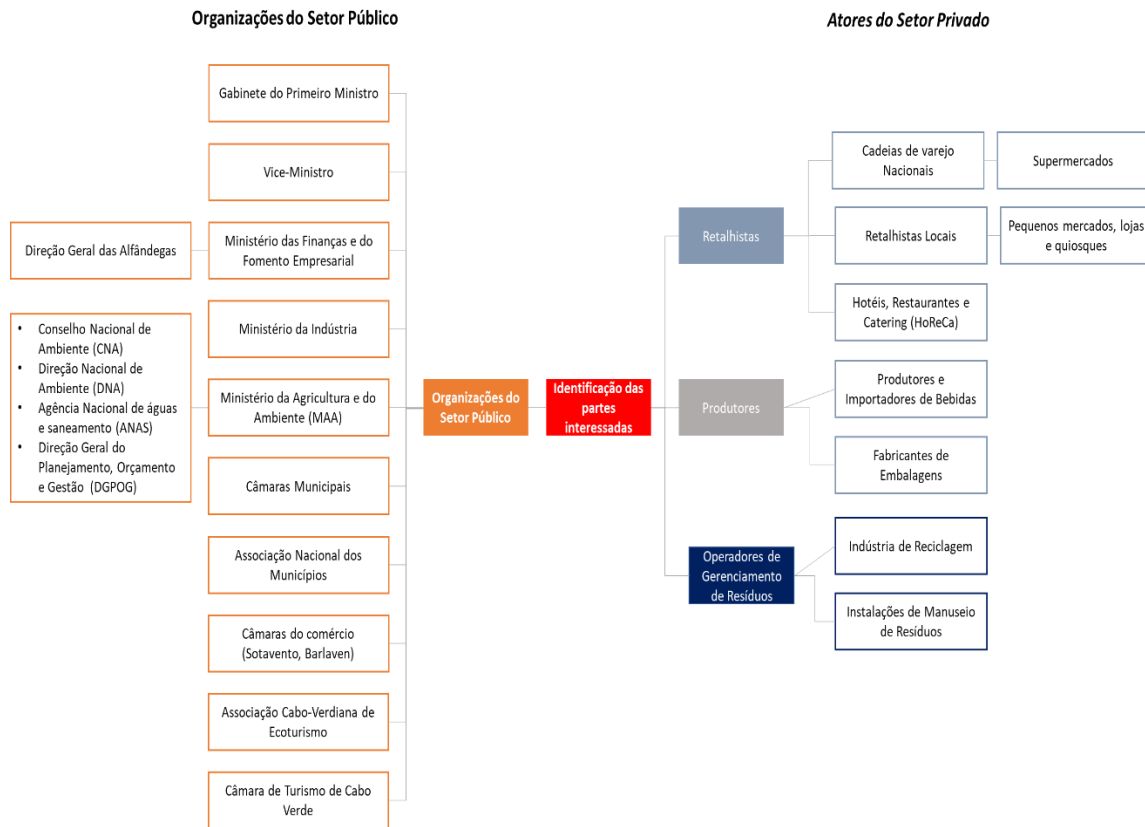 Organizações do Setor Público
Atores do Setor Privado
Gabinete do Primeiro Ministro
Vice-Ministro
Direção Geral das Alfândegas
Ministério das Finanças e do
Fomento Empresarial
Ministério da Indústria
• Conselho Nacional de
Ambiente (CNA)
• Direção Nacional de
Ambiente (DNA)
• Agência Nacional de águas
e saneamento (ANAS)
• Direção Geral do
Planejamento, Orçamento
e Gestão (DGPOG)
Ministério da Agricultura e do
Ambiente (MAA)
Câmaras Municipais
Associação Nacional dos
Municípios
Câmaras do comércio
(Sotavento, Barlaven)
Associação Cabo-Verdiana de
Ecoturismo
Câmara de Turismo de Cabo
Verde
Organizações do
Setor Público
Identificação das
partes
interessadas
Retalhistas
Cadeias de varejo
Nacionais
Supermercados
Retalhistas Locais
Pequenos mercados, lojas
e quiosques
Hotéis, Restaurantes e
Catering (HoReCa)
Produtores
Produtores e
Importadores de Bebidas
Fabricantes de
Embalagens
Operadores de
Gerenciamento
de Resíduos
Indústria de Reciclagem
Instalações de Manuseio
de Resíduos